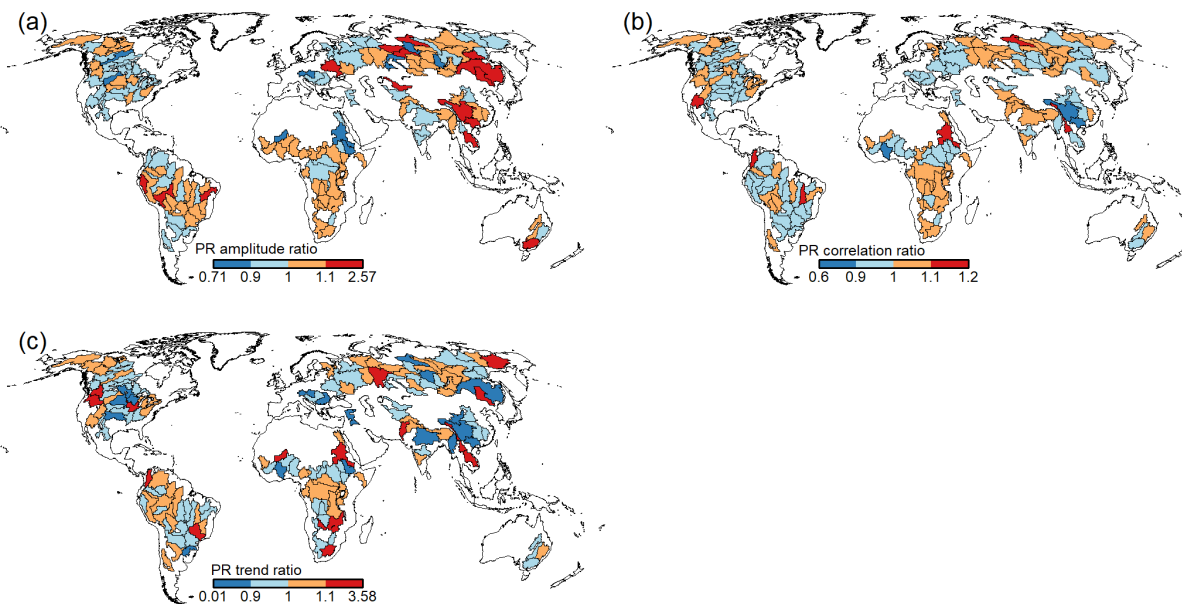 (a)
PR amplitude ratio
- 0.71 0.9 1 1.1 2.57
(b)
PR correlation ratio
0.6 0.9 1 1.1 1.2
(c)
PR trend ratio
- 0.01 0.9 1 1.1 3.58